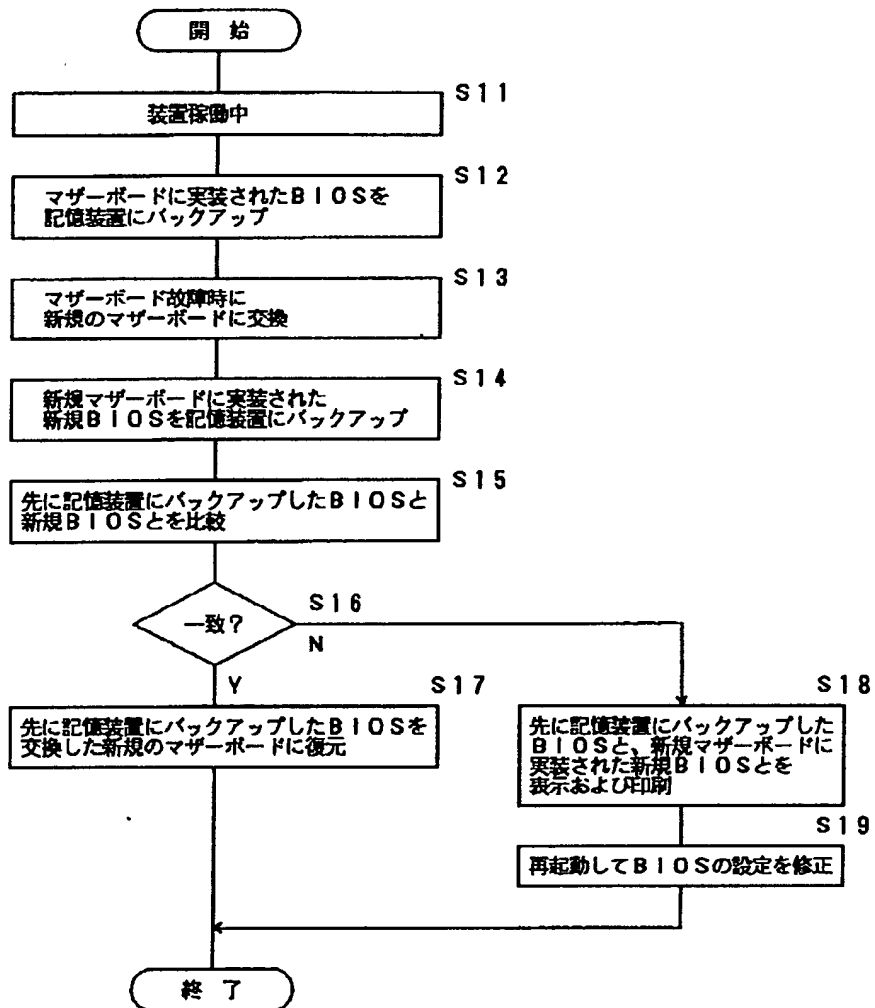 開 始
S11
装置稼働中
S12
マザーボードに実装されたBIOSを
記憶装置にバックアップ
S13
マザーボード故障時に
新規のマザーボードに交換
S14
新規マザーボードに実装された
新規BIOSを記憶装置にバックアップ
S15
先に記憶装置にバックアップしたBIOSと
新規BIOSとを比較
S16
一致?
N
Y
S17
先に記憶装置にバックアップしたBIOSを
交換した新規のマザーボードに復元
S18
先に記憶装置にバックアップした
BIOSと、新規マザーボードに
実装された新規BIOSとを
表示および印刷
S19
再起動してBIOSの設定を修正
終 了